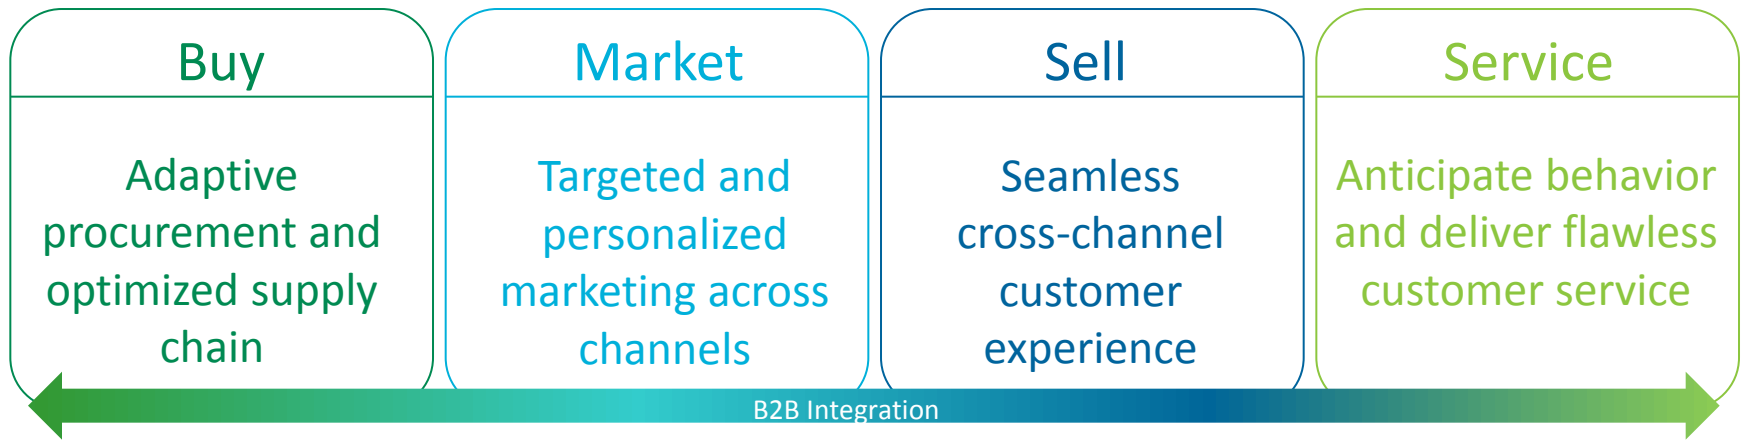 Buy
Adaptive
procurement and
optimized supply
chain
Market
Targeted and
personalized
marketing across
channels
Sell
Seamless
cross-channel
customer
experience
Service
Anticipate behavior
and deliver flawless
customer service
B2B Integration